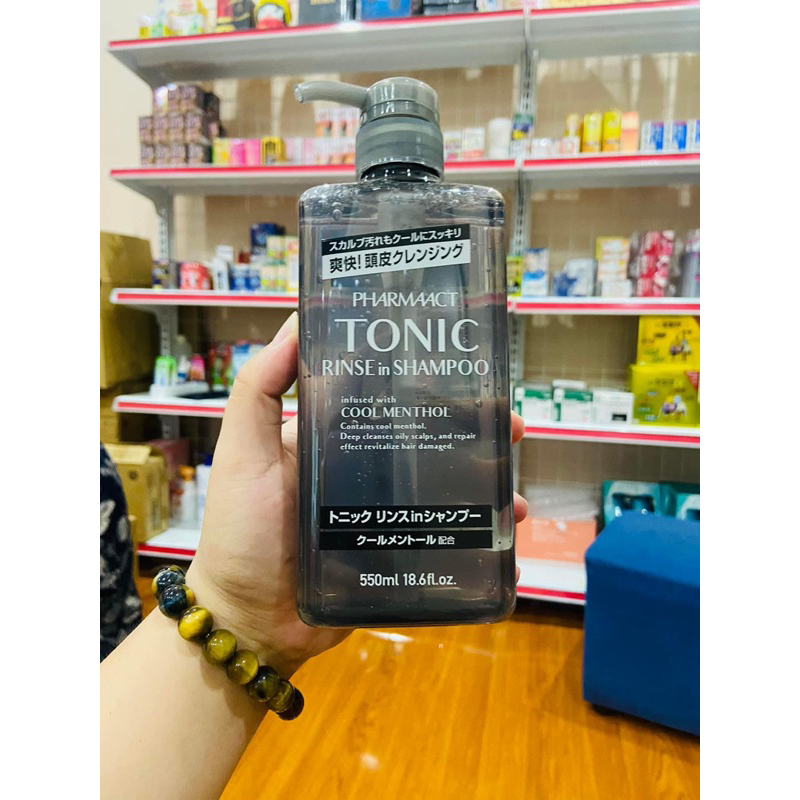 スカルプ汚れもクールにスッキリ
爽快!頭皮クレンジング
PHARMAACT
TONIC
RINSE in SHAMPOO
infused with
COOL MENTHOL
Contains cool menthol.
Deep cleanses oily scalps, and repair
effect revitalize hair damaged.
トニック リンスinシャンプー
クールメントール配合
550ml 18.6fl.oz.